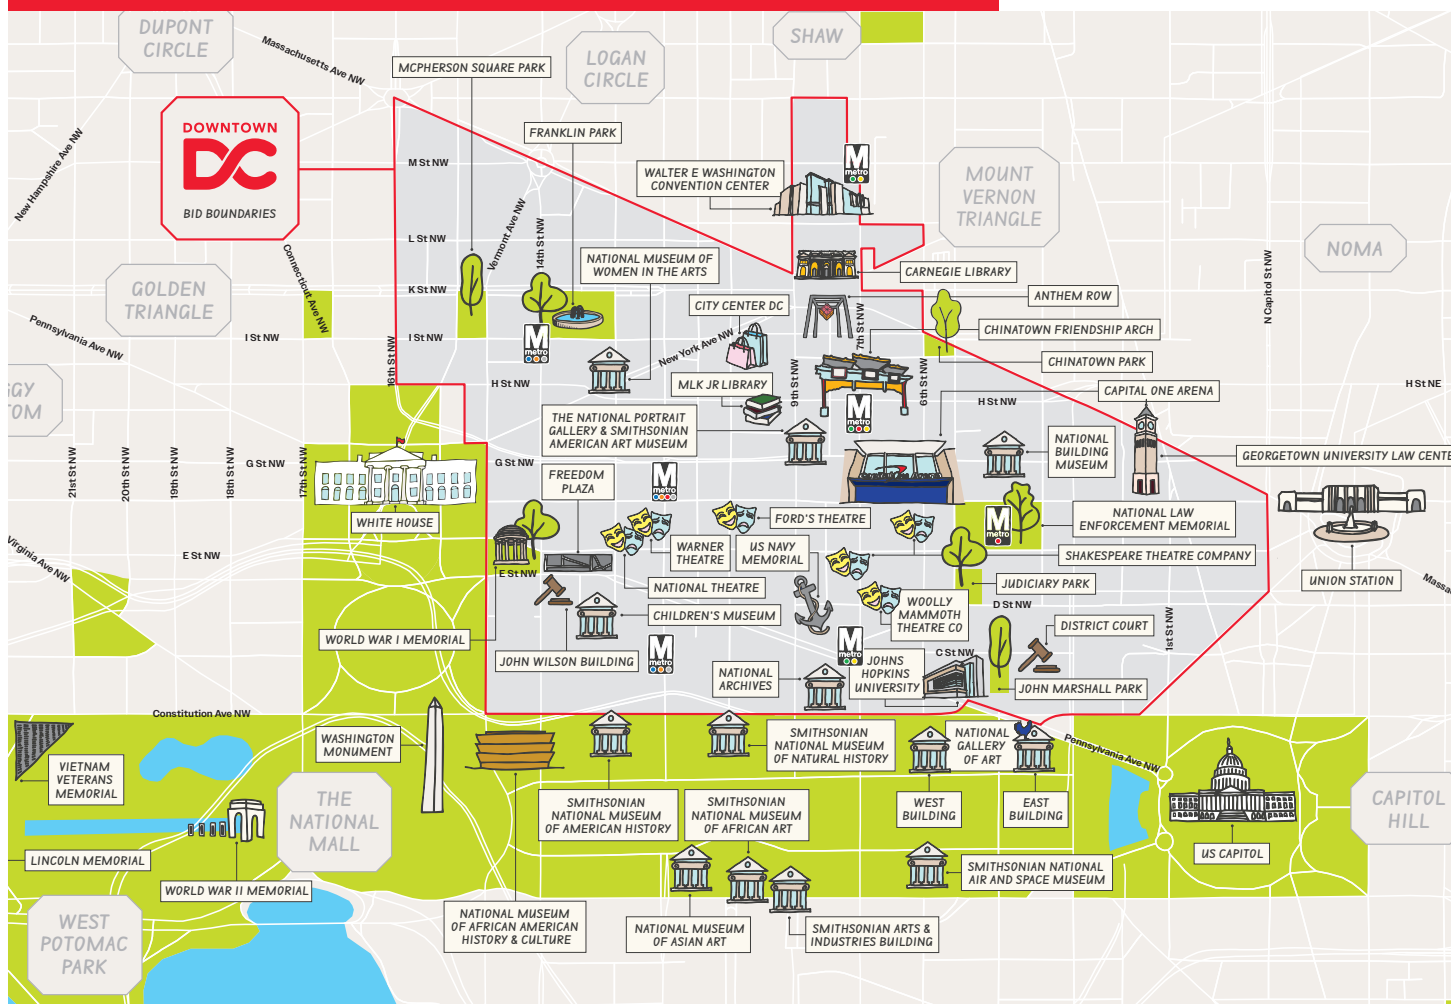 DUPONT
CIRCLE
Massachusetts Ave NW
LOGAN
CIRCLE
SHAW
MCPHERSON SQUARE PARK
DOWNTOWN
DC
BID BOUNDARIES
New Hampshire Ave NW
FRANKLIN PARK
M St NW
WALTER E WASHINGTON
CONVENTION CENTER
M
metro
MOUNT
VERNON
TRIANGLE
NOMA
L St NW
Vermont Ave NW
14th St NW
NATIONAL MUSEUM OF
WOMEN IN THE ARTS
CARNEGIE LIBRARY
N Capitol St NW
Connecticut Ave NW
GOLDEN
TRIANGLE
K St NW
CITY CENTER DC
ANTHEM ROW
Pennsylvania Ave NW
I St NW
I St NW
M
metro
New York Ave NW
7th St NW
CHINATOWN FRIENDSHIP ARCH
CHINATOWN PARK
16th St NW
H St NW
MLK JR LIBRARY
9th St NW
6th St NW
CAPITAL ONE ARENA
H St NE
GGY
TOM
H St NW
M
metro
THE NATIONAL PORTRAIT
GALLERY & SMITHSONIAN
AMERICAN ART MUSEUM
NATIONAL
BUILDING
MUSEUM
GEORGETOWN UNIVERSITY LAW CENTE
21st St NW
20th St NW
19th St NW
18th St NW
G St NW
17th St NW
G St NW
FREEDOM
PLAZA
M
metro
WHITE HOUSE
FORD'S THEATRE
M
metro
NATIONAL LAW
ENFORCEMENT MEMORIAL
Virginia Ave NW
E St NW
E St NW
WARNER
THEATRE
US NAVY
MEMORIAL
SHAKESPEARE THEATRE COMPANY
UNION STATION
Massa
NATIONAL THEATRE
JUDICIARY PARK
CHILDREN'S MUSEUM
WOOLLY
MAMMOTH
THEATRE CO
D St NW
DISTRICT COURT
1st St NW
WORLD WAR I MEMORIAL
JOHN WILSON BUILDING
M
metro
M
metro
C St NW
NATIONAL
ARCHIVES
JOHNS
HOPKINS
UNIVERSITY
JOHN MARSHALL PARK
Constitution Ave NW
WASHINGTON
MONUMENT
SMITHSONIAN
NATIONAL MUSEUM
OF NATURAL HISTORY
NATIONAL
GALLERY
OF ART
Pennsylvania Ave NW
VIETNAM
VETERANS
MEMORIAL
THE
NATIONAL
MALL
SMITHSONIAN
NATIONAL MUSEUM
OF AMERICAN HISTORY
SMITHSONIAN
NATIONAL MUSEUM
OF AFRICAN ART
WEST
BUILDING
EAST
BUILDING
CAPITOL
HILL
US CAPITOL
LINCOLN MEMORIAL
WORLD WAR II MEMORIAL
SMITHSONIAN NATIONAL
AIR AND SPACE MUSEUM
WEST
POTOMAC
PARK
NATIONAL MUSEUM
OF AFRICAN AMERICAN
HISTORY & CULTURE
NATIONAL MUSEUM
OF ASIAN ART
SMITHSONIAN ARTS &
INDUSTRIES BUILDING